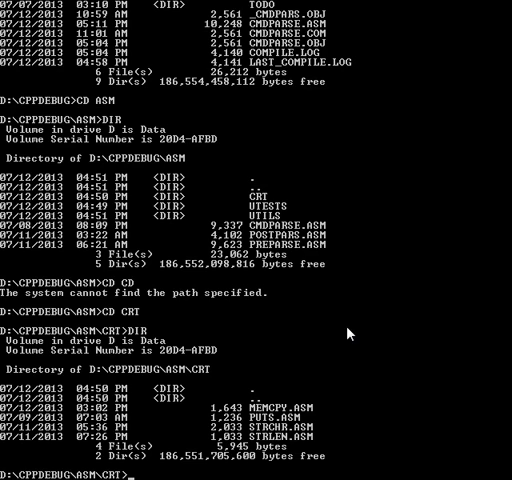 07/07/2013  03:10 PM    <DIR>          TODO
07/12/2013  10:59 AM             2,561 _CMDPARS.OBJ
07/12/2013  05:11 PM            10,248 CMDPARSE.ASM
07/12/2013  11:01 AM             2,561 CMDPARSE.COM
07/12/2013  05:04 PM             2,561 CMDPARSE.OBJ
07/12/2013  05:04 PM             4,140 COMPILE.LOG
07/12/2013  04:58 PM             4,141 LAST_COMPILE.LOG
6 File(s)         26,212 bytes
9 Dir(s)  186,554,458,112 bytes free
D:\CPPDEBUG>CD ASM
D:\CPPDEBUG\ASM>DIR
Volume in drive D is Data
Volume Serial Number is 20D4-AFBD
Directory of D:\CPPDEBUG\ASM
07/12/2013  04:51 PM    <DIR>          .
07/12/2013  04:51 PM    <DIR>          ..
07/12/2013  04:50 PM    <DIR>          CRT
07/12/2013  04:49 PM    <DIR>          UTESTS
07/12/2013  04:51 PM    <DIR>          UTILS
07/08/2013  08:09 PM             9,337 CMDPARSE.ASM
07/11/2013  03:22 AM             4,102 POSTPARS.ASM
07/11/2013  06:21 AM             9,623 PREPARSE.ASM
3 File(s)         23,062 bytes
5 Dir(s)  186,552,098,816 bytes free
D:\CPPDEBUG\ASM>CD CD
The system cannot find the path specified.
D:\CPPDEBUG\ASM>CD CRT
D:\CPPDEBUG\ASM\CRT>DIR
Volume in drive D is Data
Volume Serial Number is 20D4-AFBD
Directory of D:\CPPDEBUG\ASM\CRT
07/12/2013  04:50 PM    <DIR>          .
07/12/2013  04:50 PM    <DIR>          ..
07/12/2013  03:02 PM             1,643 MEMCPY.ASM
07/09/2013  07:03 AM             1,236 PUTS.ASM
07/11/2013  05:36 PM             2,033 STRCHR.ASM
07/11/2013  07:26 PM             1,033 STRLEN.ASM
4 File(s)          5,945 bytes
2 Dir(s)  186,551,705,600 bytes free
D:\CPPDEBUG\ASM\CRT>_